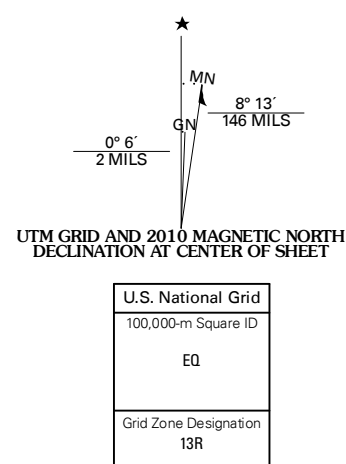 ★
MN
8° 13´
146 MILS
GN
0° 6´
2 MILS
UTM GRID AND 2010 MAGNETIC NORTH
DECLINATION AT CENTER OF SHEET
U.S. National Grid
100,000-m Square ID
EQ
Grid Zone Designation
13R